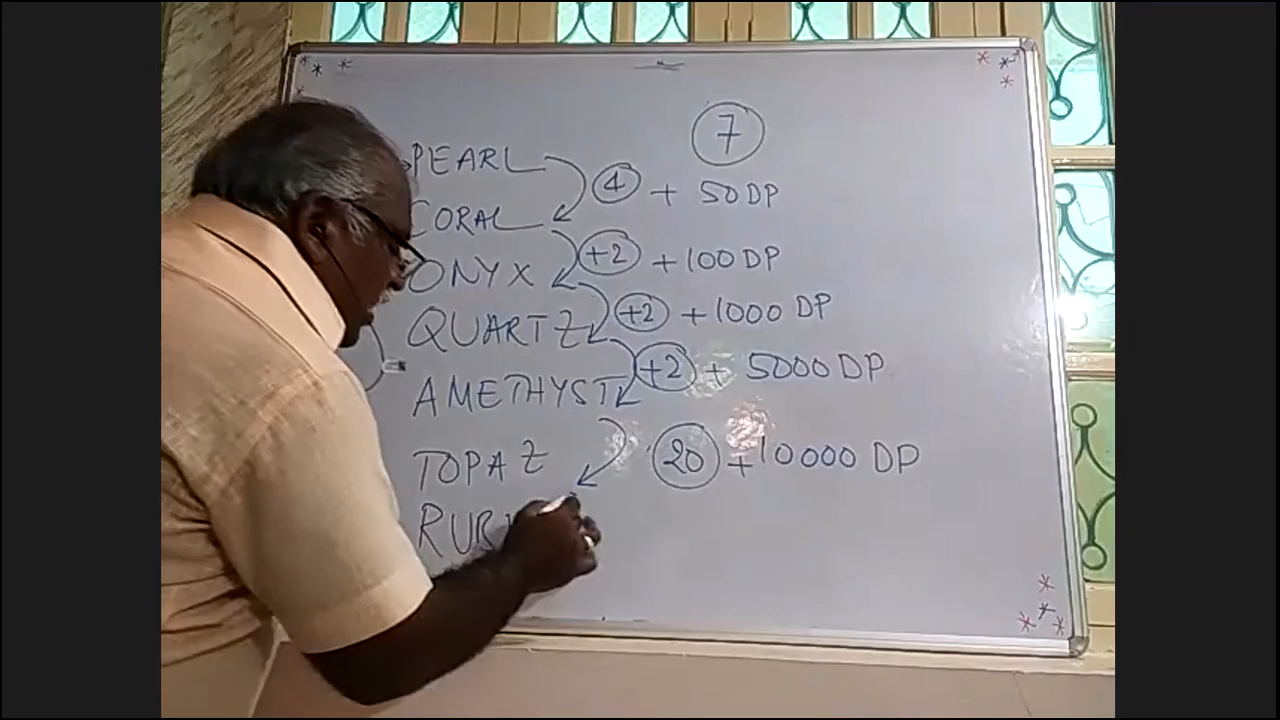 7
PEARL
4 + 50 DP
CORAL
+2 + 100 DP
ONYX
+2 + 1000 DP
QUARTZ
+2 + 5000 DP
AMETHYST
20 + 10000 DP
TOPAZ